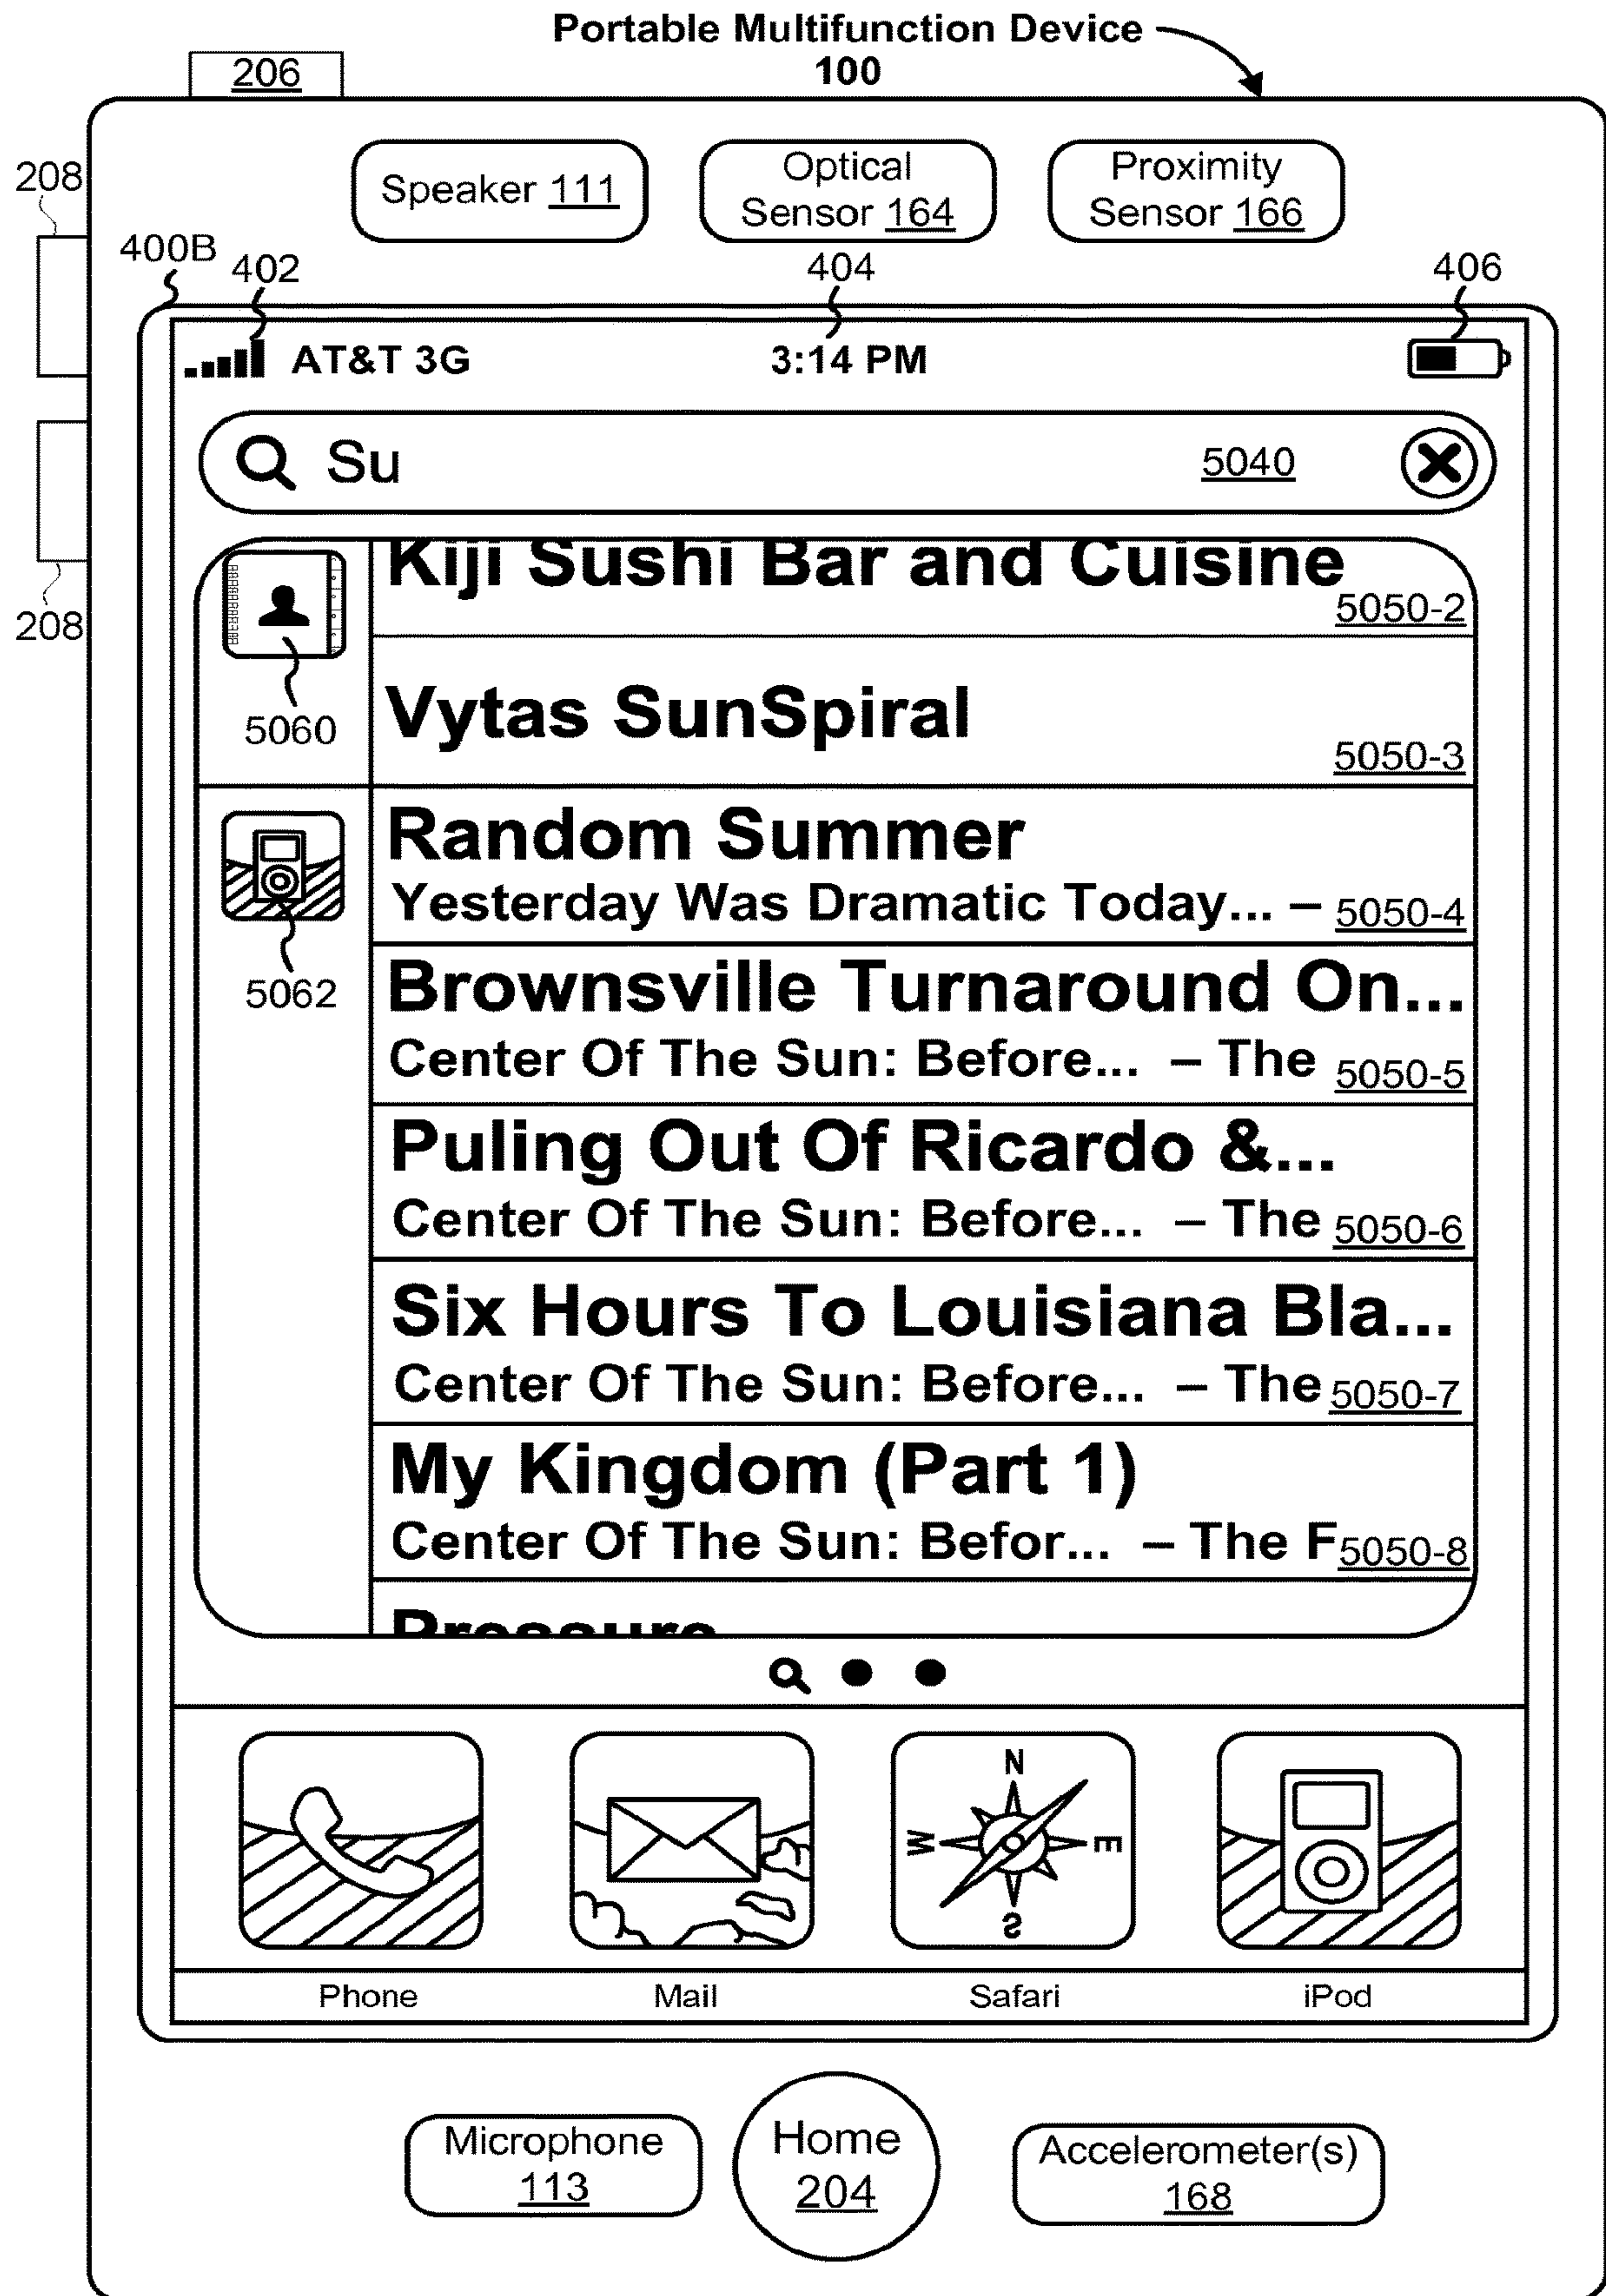 Portable Multifunction Device
100
206
208
208
Speaker 111
Optical
Sensor 164
Proximity
Sensor 166
400B
402
404
406
AT&T 3G 3:14 PM
Su 5040
Kiji Sushi Bar and Cuisine
5050-2
5060
Vytas SunSpiral
5050-3
Random Summer
Yesterday Was Dramatic Today... – 5050-4
5062
Brownsville Turnaround On...
Center Of The Sun: Before... – The 5050-5
Puling Out Of Ricardo &...
Center Of The Sun: Before... – The 5050-6
Six Hours To Louisiana Bla...
Center Of The Sun: Before... – The 5050-7
My Kingdom (Part 1)
Center Of The Sun: Befor... – The F 5050-8
Pressure
N
W E
S
Phone Mail Safari iPod
Microphone
113
Home
204
Accelerometer(s)
168